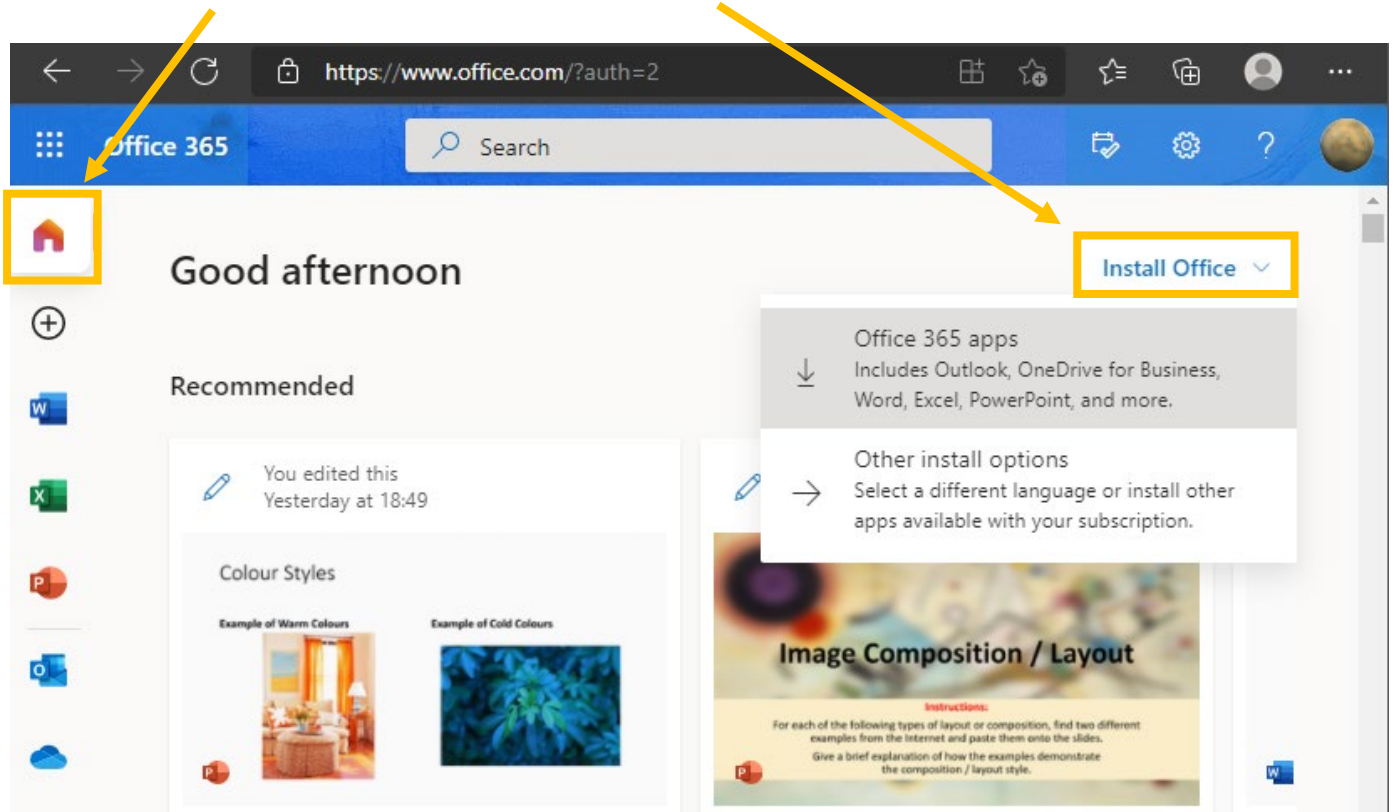 https://www.office.com/?auth=2
Office 365
Search
Good afternoon
Install Office
Office 365 apps
Includes Outlook, OneDrive for Business,
Word, Excel, PowerPoint, and more.
Other install options
Select a different language or install other
apps available with your subscription.
Recommended
You edited this
Yesterday at 18:49
Colour Styles
Example of Warm Colours
Example of Cold Colours
Image Composition / Layout
Instructions:
For each of the following types of layout or composition, find two different
examples from the Internet and paste them onto the slides.
Give a brief explanation of how the examples demonstrate
the composition / layout style.